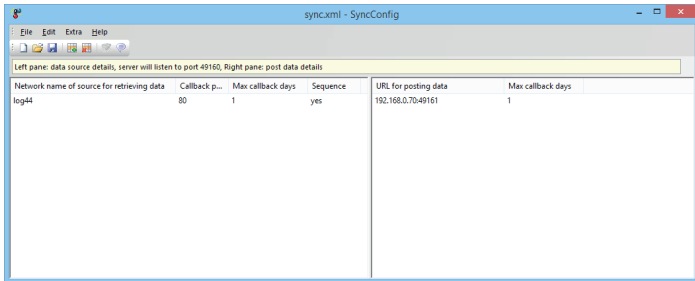 sync.xml - SyncConfig
File Edit Extra Help
Left pane: data source details, server will listen to port 49160, Right pane: post data details
Network name of source for retrieving data Callback p... Max callback days Sequence URL for posting data Max callback days
log44 80 1 yes 192.168.0.70:49161 1